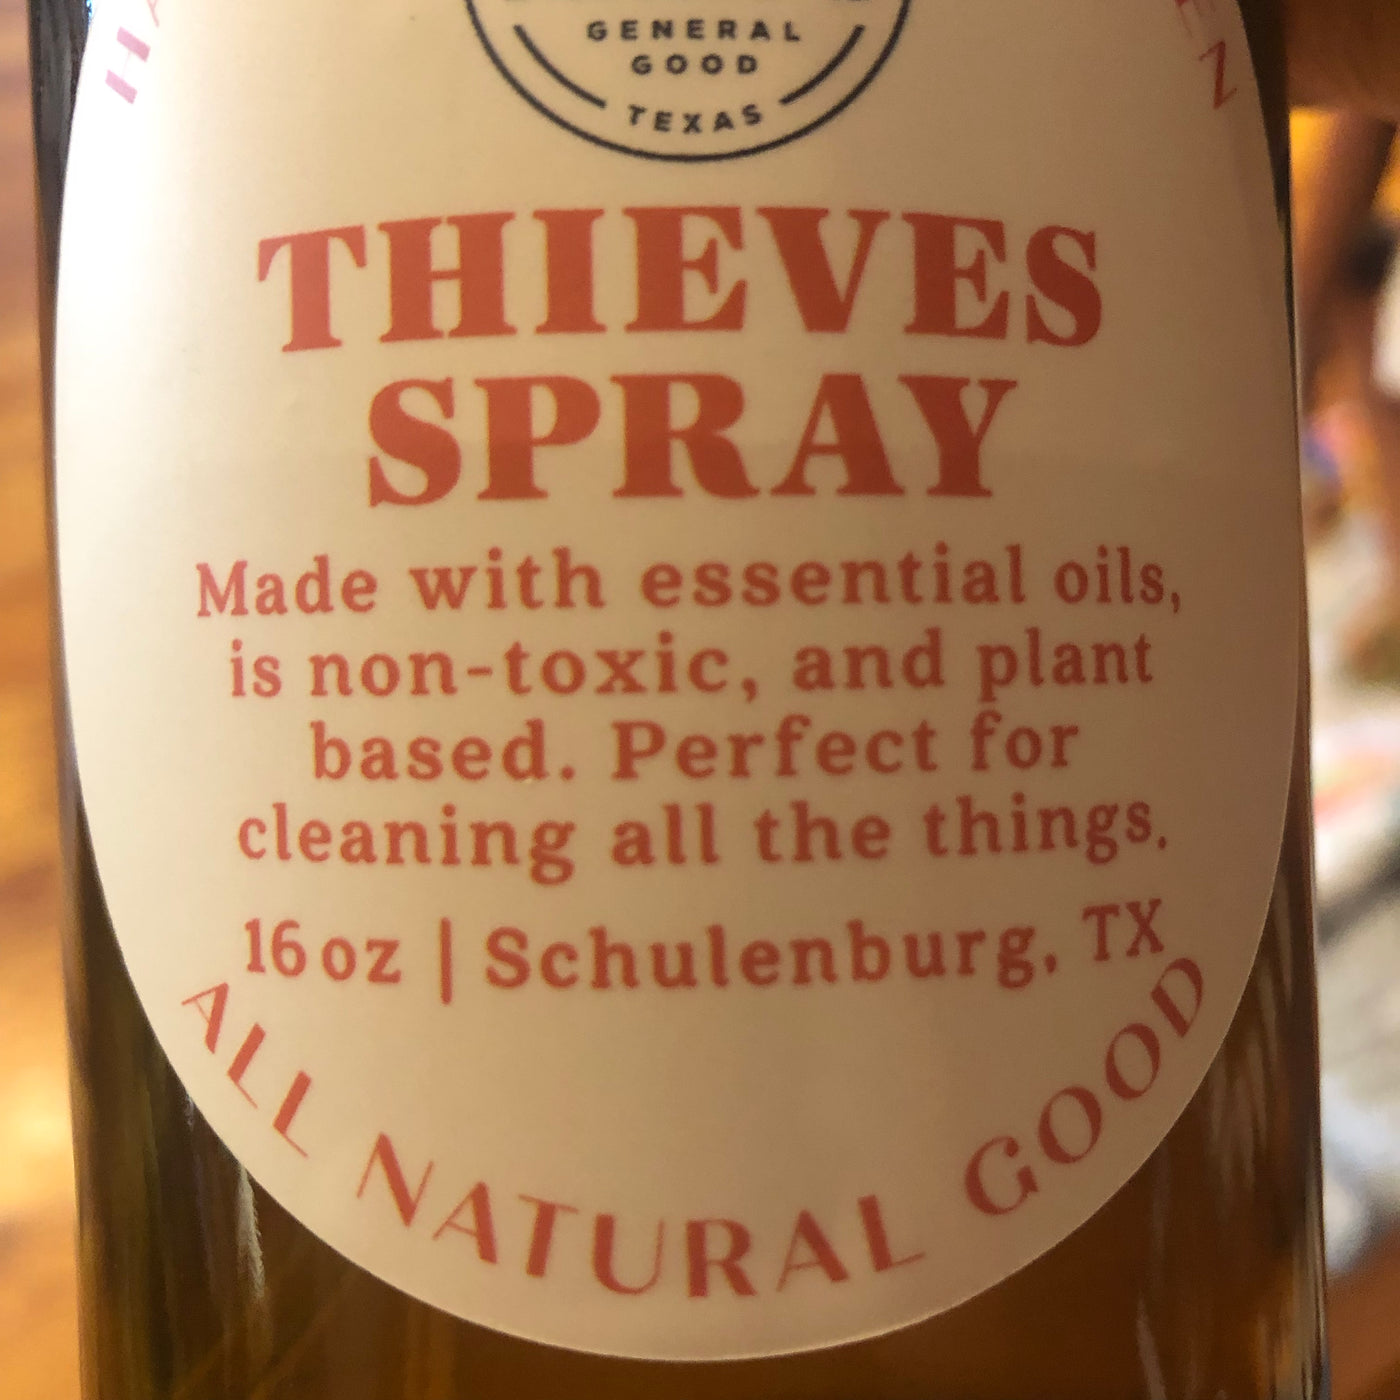 GENERAL
GOOD
TEXAS
THIEVES
SPRAY
Made with essential oils,
is non-toxic, and plant
based. Perfect for
cleaning all the things.
16 oz | Schulenburg, TX
ALL NATURAL GOOD